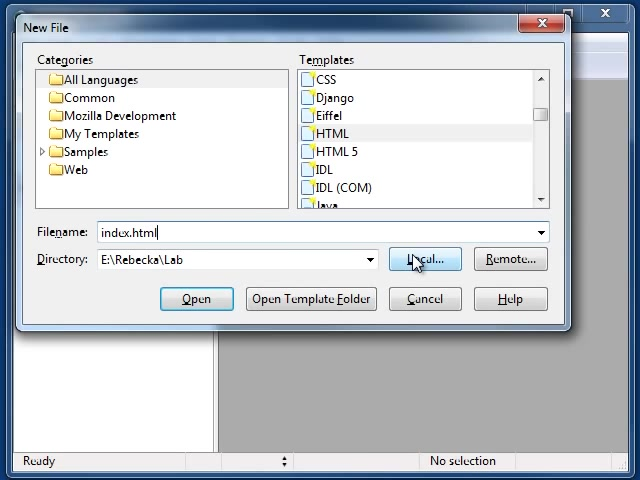 New File
Categories
Templates
All Languages
Common
Mozilla Development
My Templates
Samples
Web
CSS
Django
Eiffel
HTML
HTML 5
IDL
IDL (COM)
Java
Filename:
index.html
Directory:
E:\Rebecka\Lab
Local...
Remote...
Open
Open Template Folder
Cancel
Help
Ready
No selection